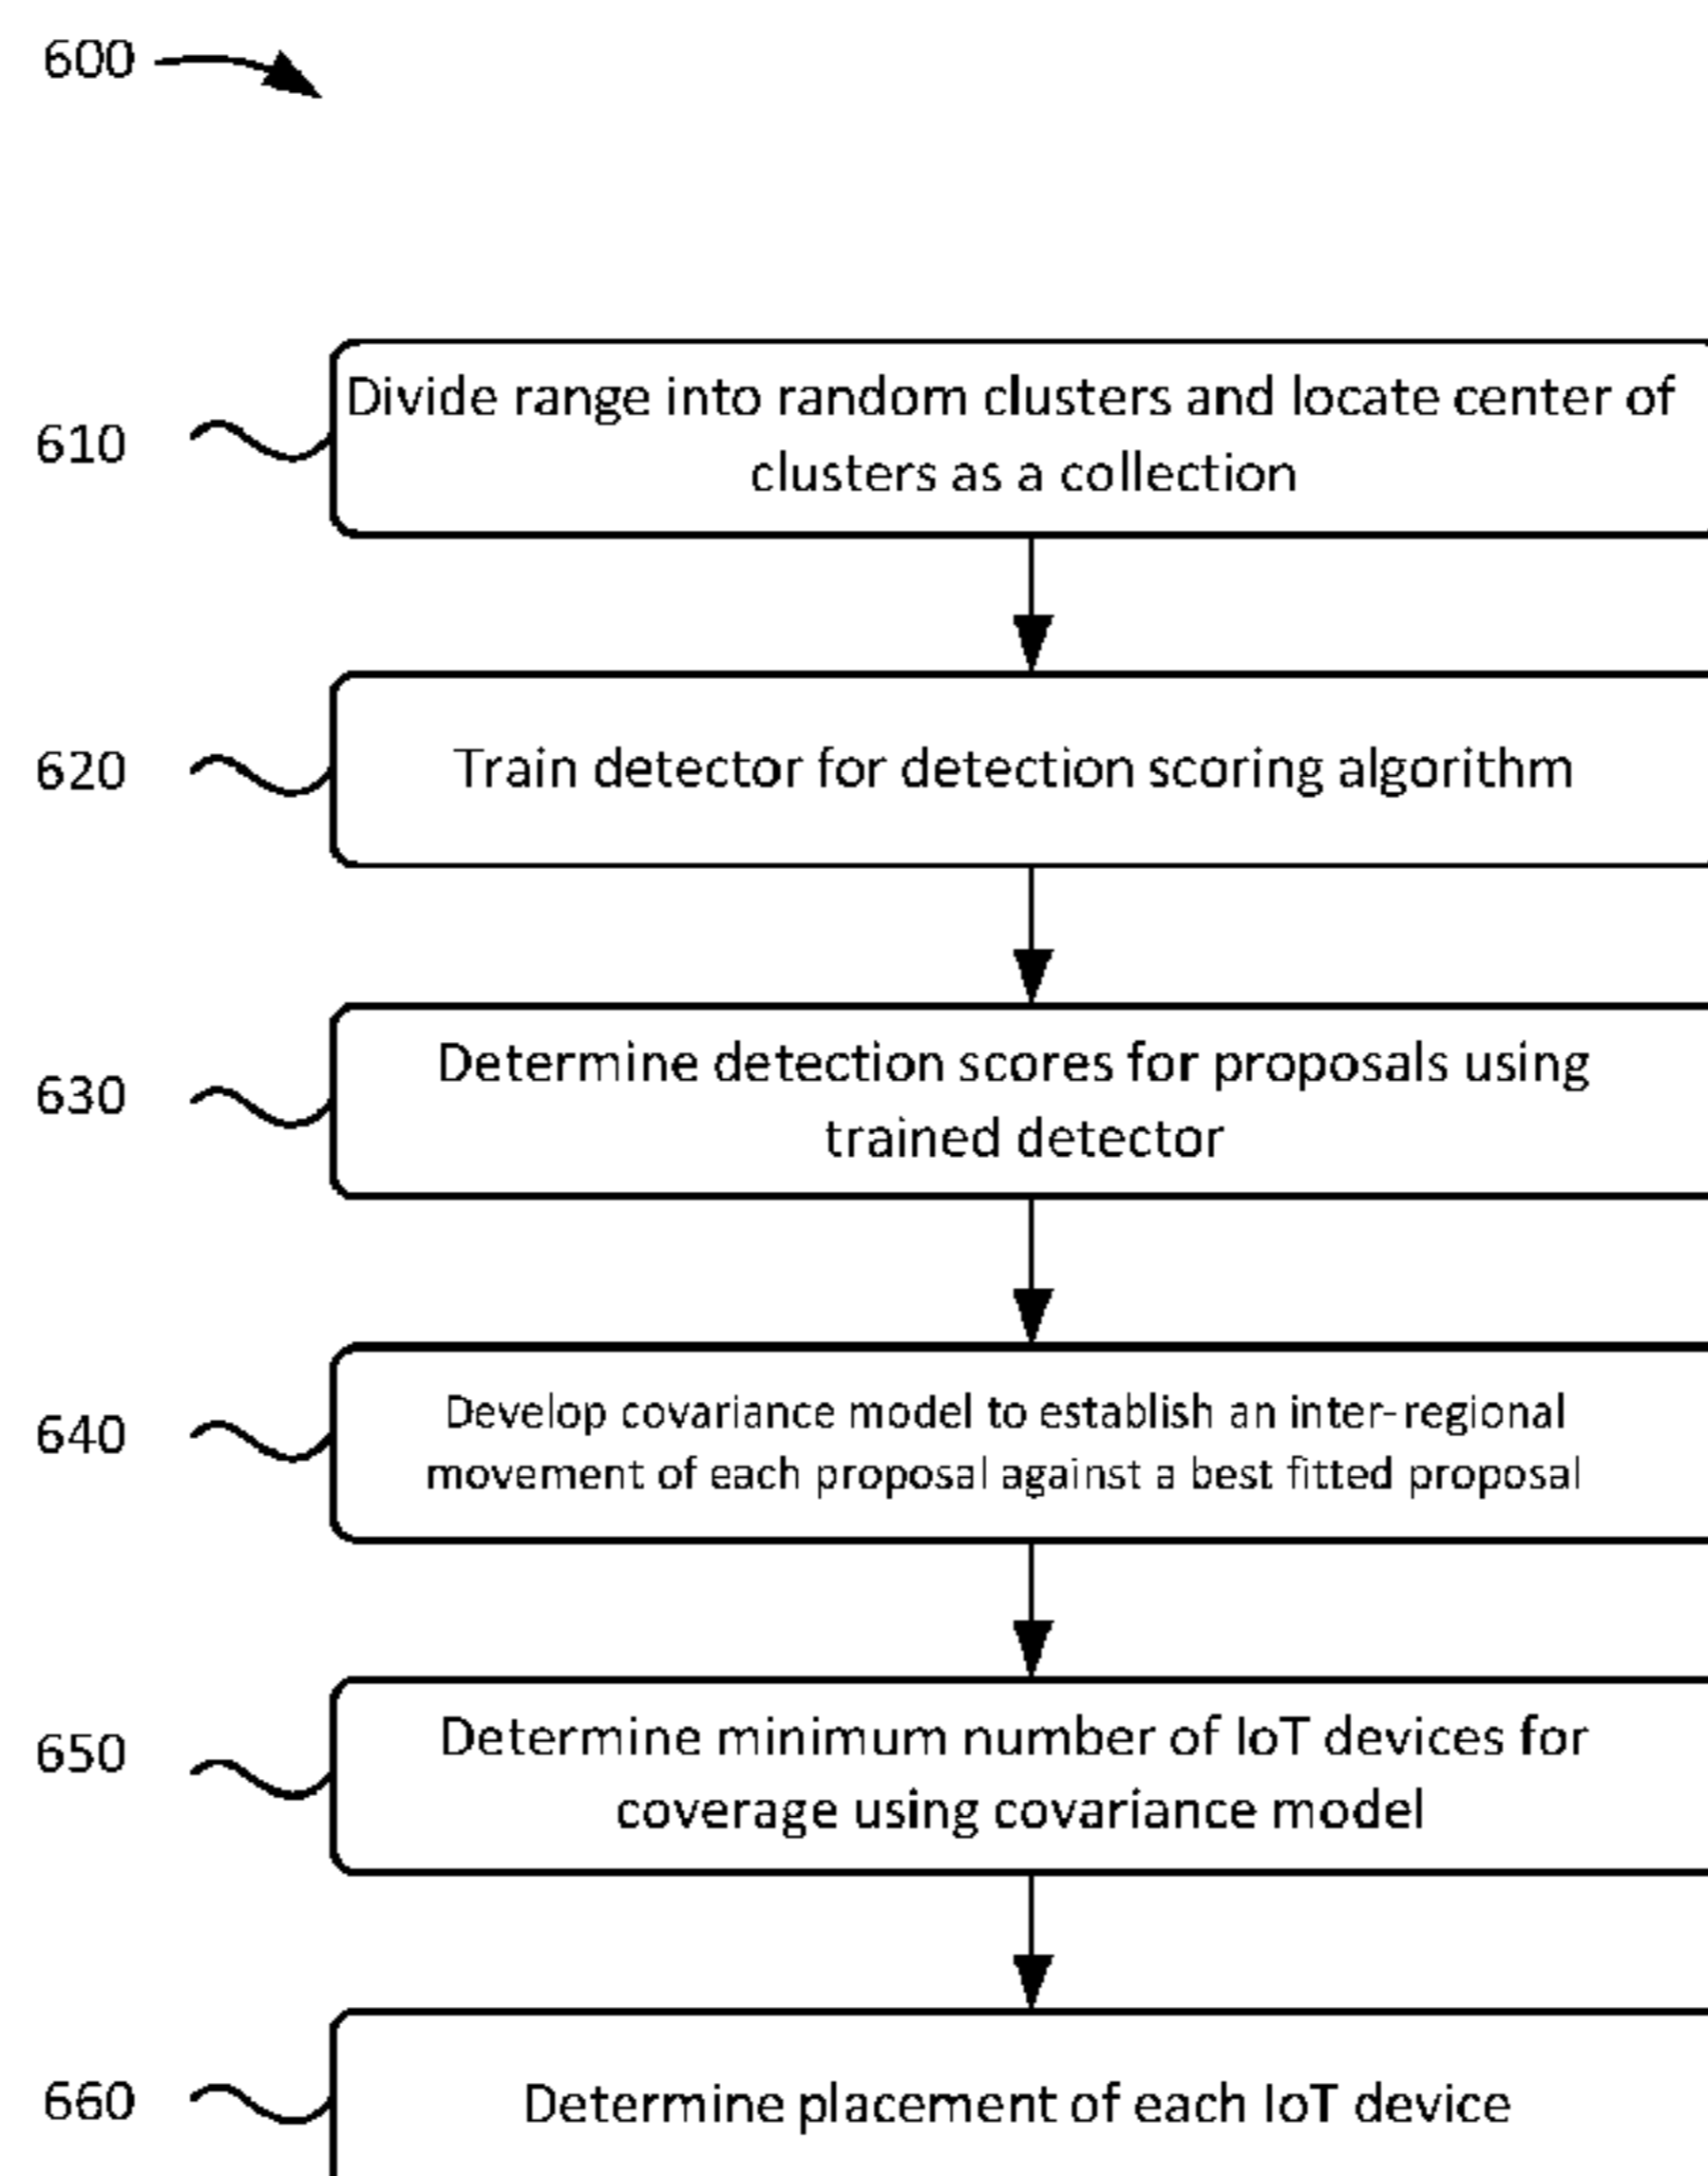 600
610
Divide range into random clusters and locate center of
clusters as a collection
620
Train detector for detection scoring algorithm
630
Determine detection scores for proposals using
trained detector
640
Develop covariance model to establish an inter-regional
movement of each proposal against a best fitted proposal
650
Determine minimum number of IoT devices for
coverage using covariance model
660
Determine placement of each IoT device